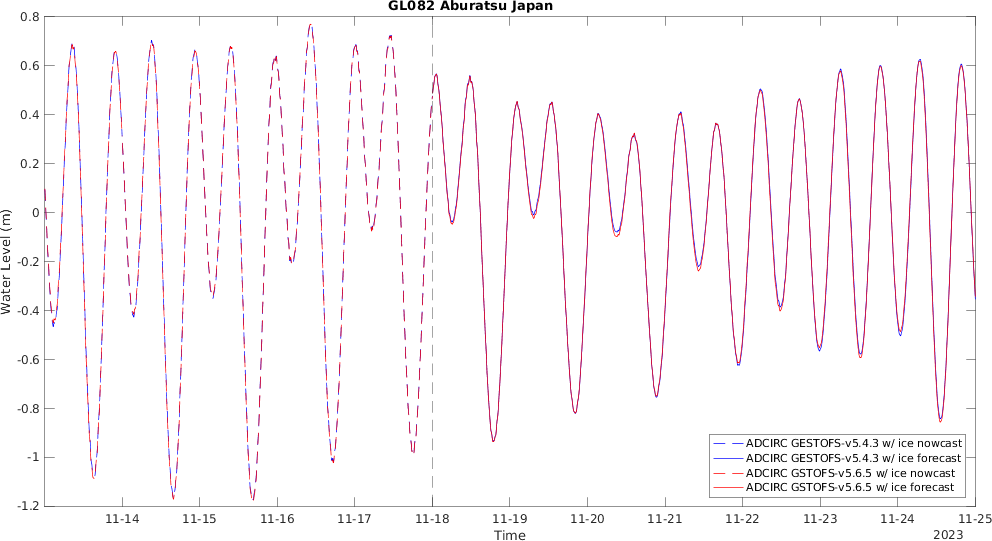 GL082 Aburatsu Japan
0.8
0.6
0.4
0.2
0
-0.2
-0.4
-0.6
-0.8
-1
-1.2
Water Level (m)
ADCIRC GESTOFS-v5.4.3 w/ ice nowcast
ADCIRC GESTOFS-v5.4.3 w/ ice forecast
ADCIRC GSTOFS-v5.6.5 w/ ice nowcast
ADCIRC GSTOFS-v5.6.5 w/ ice forecast
11-14 11-15 11-16 11-17 11-18 11-19 11-20 11-21 11-22 11-23 11-24 11-25
Time
2023